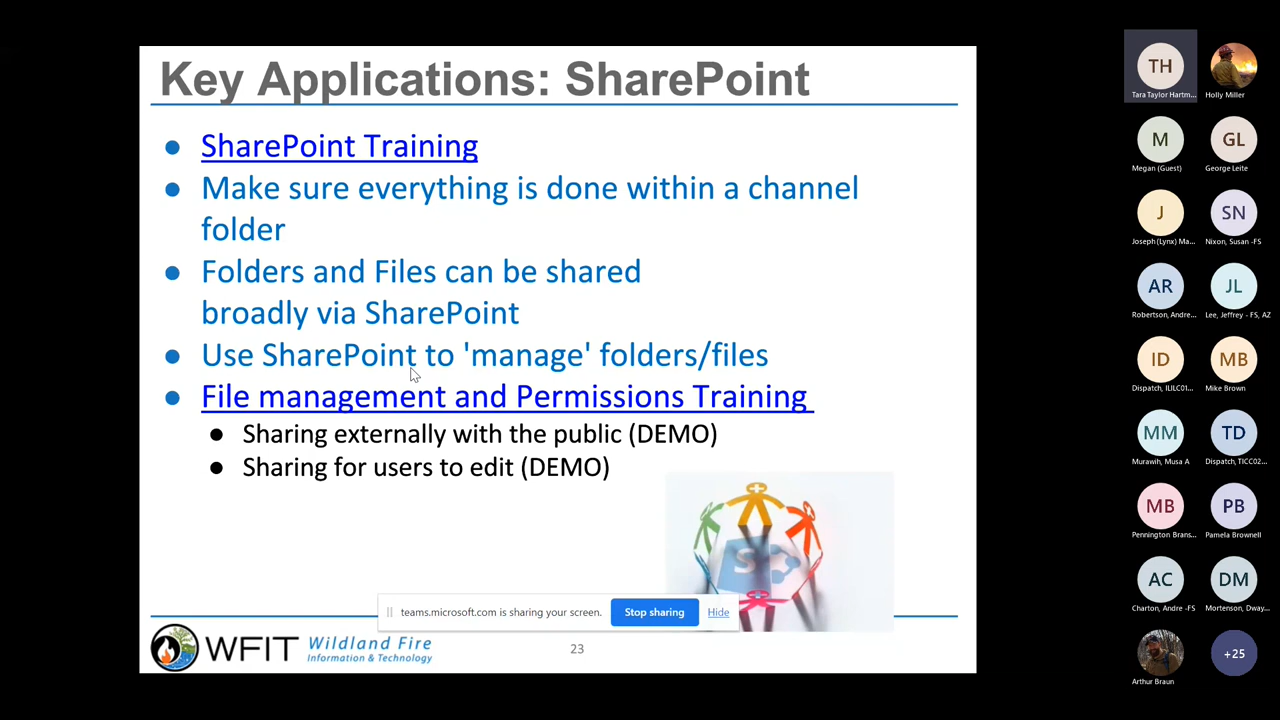 Key Applications: SharePoint
SharePoint Training
Make sure everything is done within a channel
folder
Folders and Files can be shared
broadly via SharePoint
Use SharePoint to 'manage' folders/files
File management and Permissions Training
Sharing externally with the public (DEMO)
Sharing for users to edit (DEMO)
S
teams.microsoft.com is sharing your screen.
Stop sharing
Hide
WFIT
Wildland Fire
Information & Technology
23
TH
Tara Taylor Hartm...
Holly Miller
M
Megan (Guest)
GL
George Leite
J
Joseph (Lynx) Ma...
SN
Nixon, Susan -FS
AR
Robertson, Andre...
JL
Lee, Jeffrey - FS, AZ
ID
Dispatch, ILILC01...
MB
Mike Brown
MM
Murawih, Musa A
TD
Dispatch, TICC02...
MB
Pennington Brans...
PB
Pamela Brownell
AC
Charton, Andre -FS
DM
Mortenson, Dway...
Arthur Braun
+25